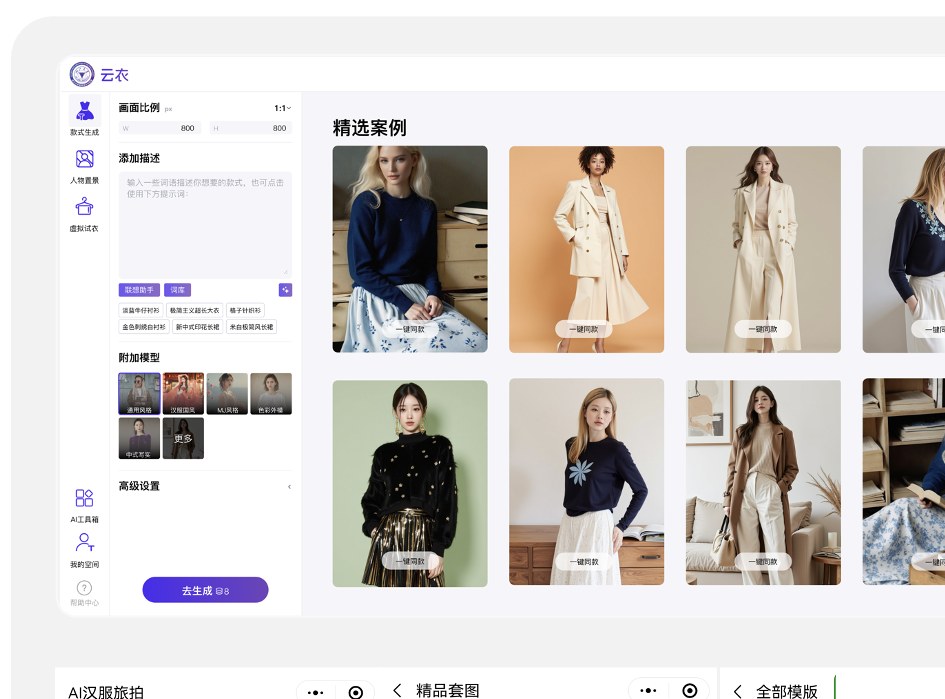 云衣
款式生成
人物置景
虚拟试衣
AI工具箱
我的空间
帮助中心
画面比例 px
1:1
W 800 H 800
添加描述
输入一些词语描述你想要的款式，也可点击
使用下方提示词：
联想助手 词库
淡蓝牛仔衬衫 极简主义超长大衣 格子针织衫
金色刺绣白衬衫 新中式印花长裙 米白极简风长裙
附加模型
通用风格 汉服国风 MJ风格 色彩外模
中式写实 更多
高级设置
去生成 8
精选案例
一键同款 一键同款 一键同款
一键同款 一键同款 一键同款
AI汉服旅拍
精品套图
全部模版